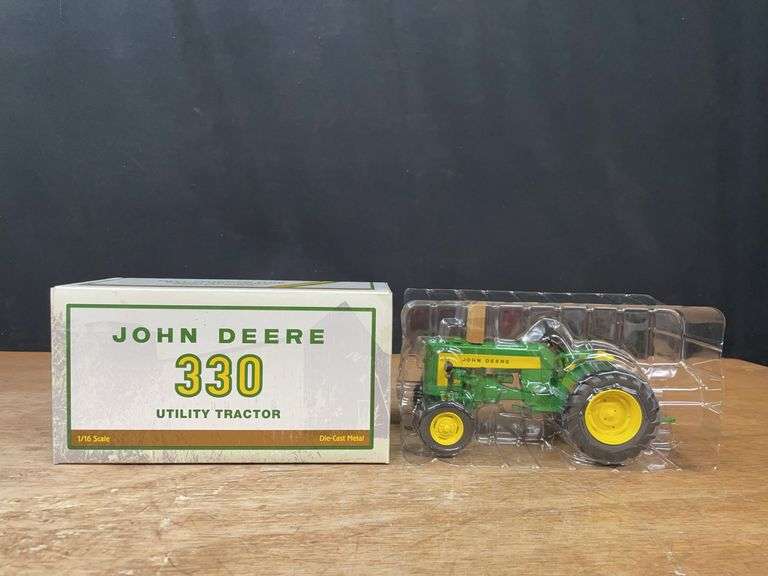 JOHN DEERE
330
UTILITY TRACTOR
1/16 Scale
Die-Cast Metal
JOHN DEERE